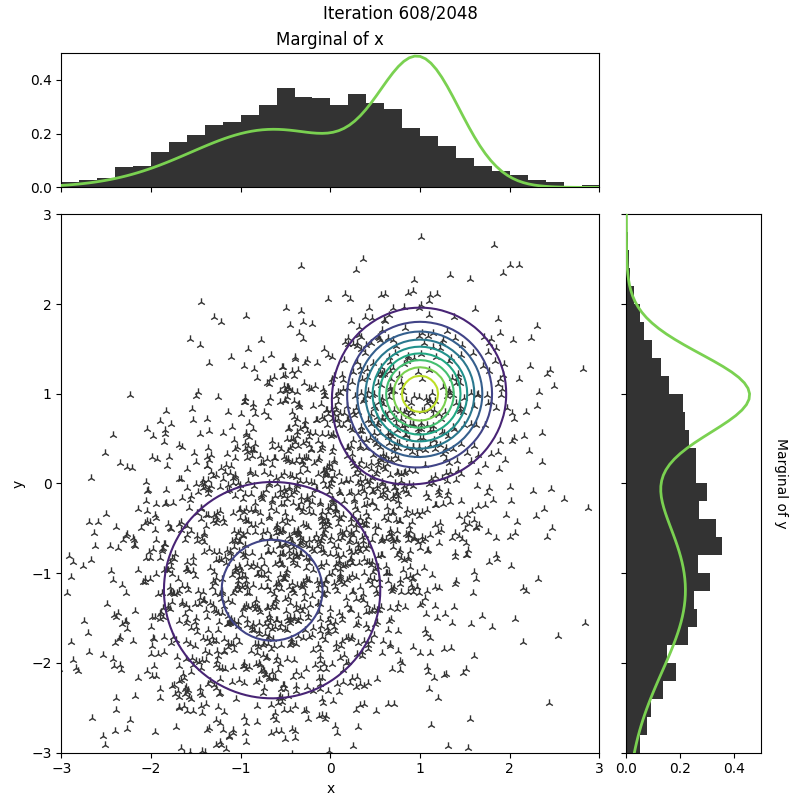 Iteration 608/2048
Marginal of x
0.4
0.2
0.0
3
2
1
0
−1
−2
−3
y
−3 −2 −1 0 1 2 3
x
0.0 0.2 0.4
Marginal of y